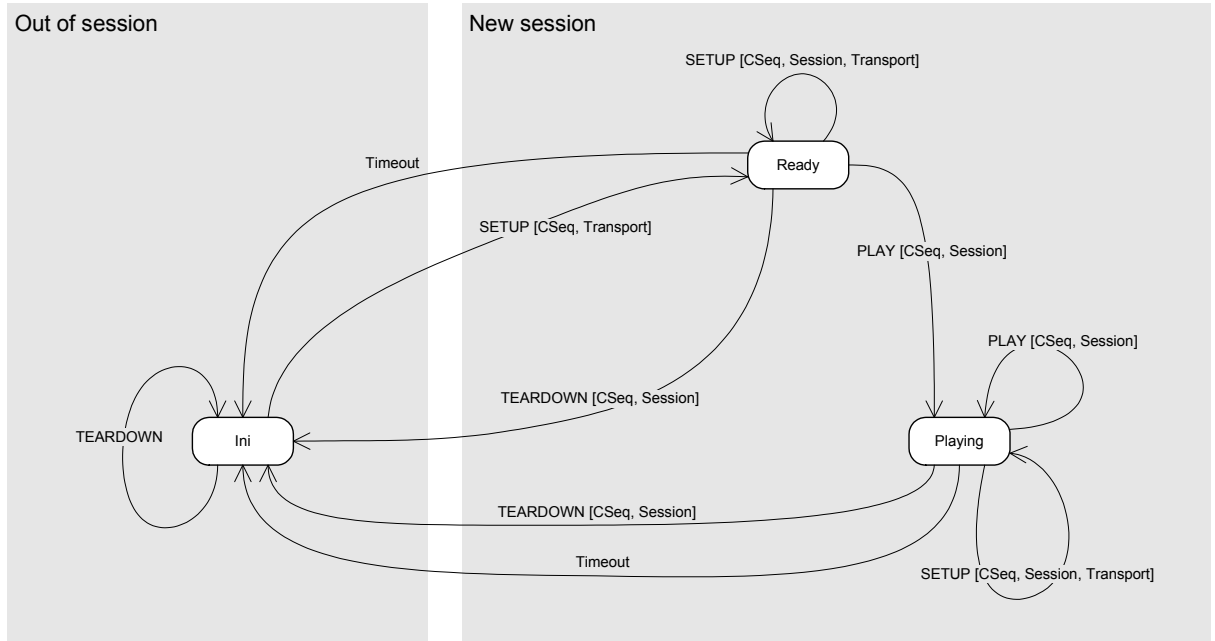 Out of session
New session
SETUP [CSeq, Session, Transport]
Timeout
Ready
SETUP [CSeq, Transport]
PLAY [CSeq, Session]
PLAY [CSeq, Session]
TEARDOWN [CSeq, Session]
TEARDOWN
Ini
Playing
TEARDOWN [CSeq, Session]
Timeout
SETUP [CSeq, Session, Transport]